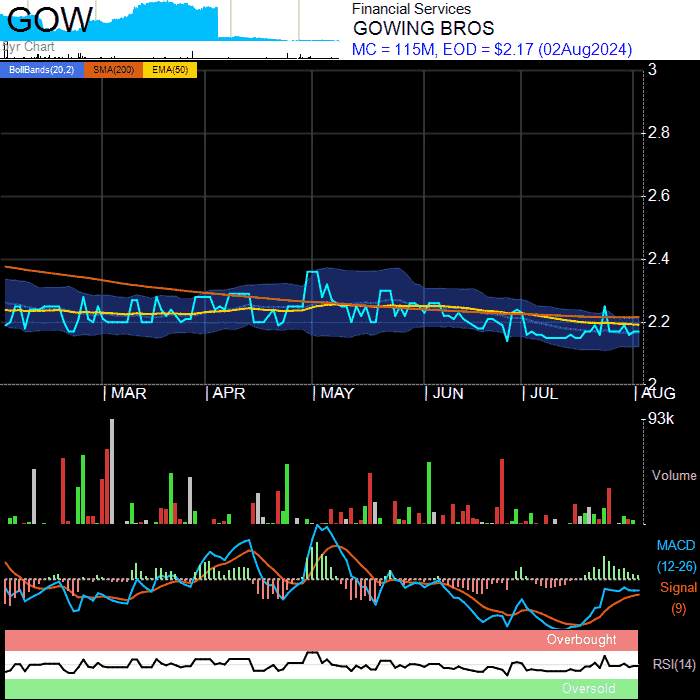 GOW
5yr Chart
Financial Services
GOWING BROS
MC = 115M, EOD = $2.17 (02Aug2024)
BollBands(20,2) SMA(200) EMA(50)
3
2.8
2.6
2.4
2.2
2
MAR APR MAY JUN JUL AUG
93k
Volume
MACD
(12-26)
Signal
(9)
Overbought
RSI(14)
Oversold